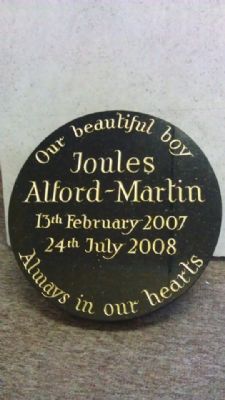 Our beautiful boy
Joules
Alford-Martin
13th February 2007
24th July 2008
Always in our hearts